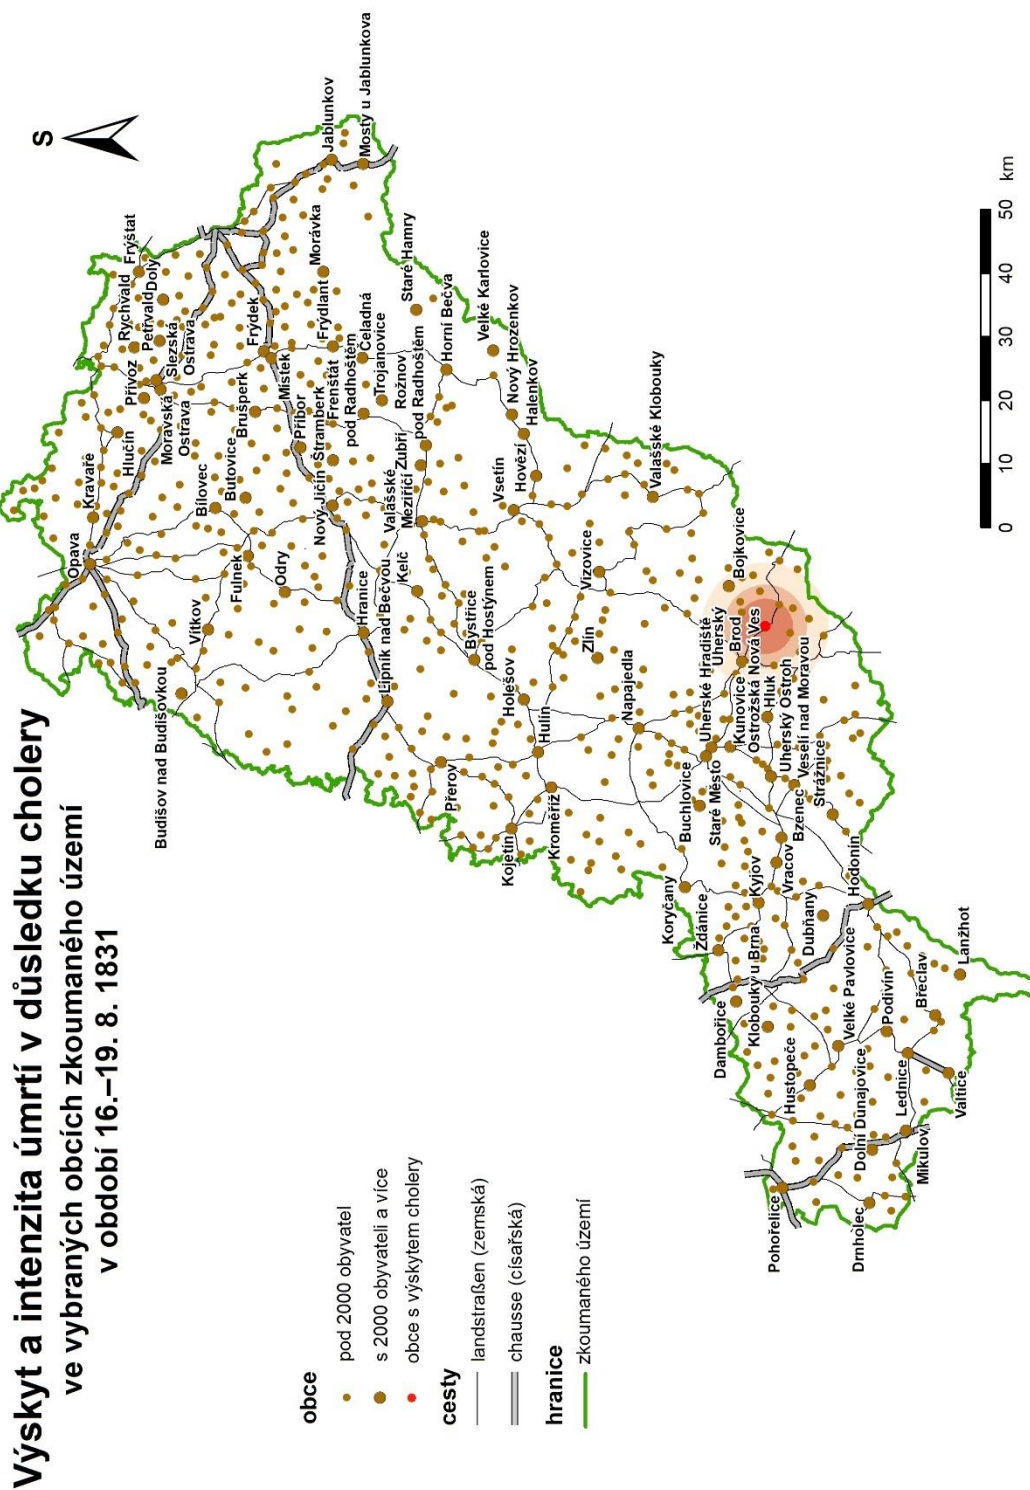 Výskyt a intenzita úmrtí v důsledku cholery
ve vybraných obcích zkoumaného území
v období 16.–19. 8. 1831
S
obce
pod 2000 obyvatel
s 2000 obyvateli a více
obce s výskytem cholery
cesty
landstraßen (zemská)
chausse (císařská)
hranice
zkoumaného území
Opava
Kravaře
Hlučín
Přívoz
Rychvald
Petřvald
Doly
Fryštat
Moravská
Ostrava
Slezská
Ostrava
Budišov nad Budišovkou
Vítkov
Bílovec
Butovice
Brušperk
Fulnek
Odry
Frýdek
Místek
Příbor
Nový Jičín
Štramberk
Frenštát
pod Radhoštěm
Frýdlant
Morávka
Jablunkov
Mosty u Jablunkova
Čeladná
Trojanovice
Staré Hamry
Hranice
Lipník nad Bečvou
Kelč
Valašské
Meziříčí
Zubří
Rožnov
pod Radhoštěm
Horní Bečva
Velké Karlovice
Přerov
Bystřice
pod Hostýnem
Holešov
Hulín
Kojetín
Kroměříž
Vsetín
Hovězí
Halenkov
Nový Hrozenkov
Vizovice
Zlín
Napajedla
Valašské Klobouky
Koryčany
Buchlovice
Staré Město
Uherské Hradiště
Uherský
Brod
Bojkovice
Kunovice
Ostrožská Nová Ves
Hluk
Uherský Ostroh
Veselí nad Moravou
Strážnice
Bzenec
Vracov
Kyjov
Ždánice
Dambořice
Klobouky u Brna
Dubňany
Hodonín
Hustopeče
Velké Pavlovice
Podivín
Břeclav
Lanžhot
Pohořelice
Drnholec
Dolní Dunajovice
Mikulov
Lednice
Valtice
0 10 20 30 40 50 km